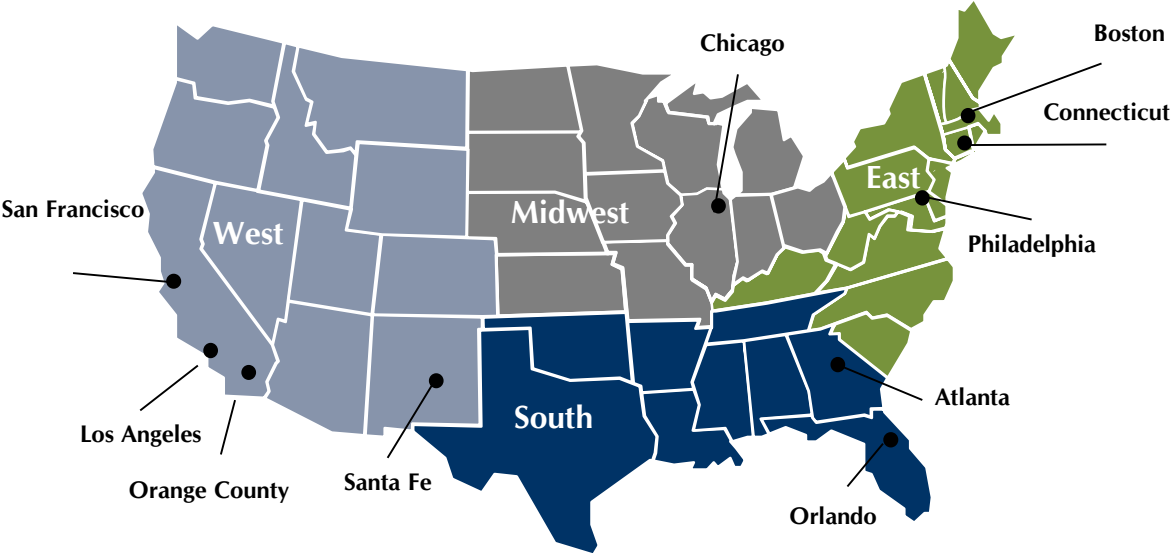 Boston
Chicago
Connecticut
East
San Francisco
Midwest
West
Philadelphia
Atlanta
South
Los Angeles
Santa Fe
Orange County
Orlando